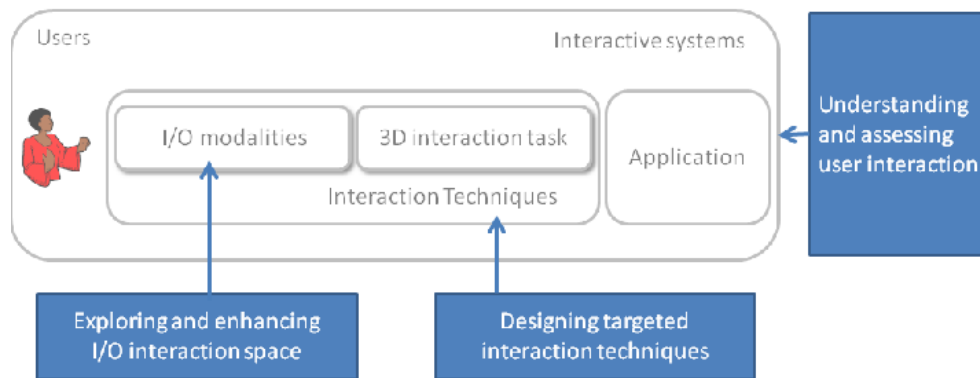 Users
Interactive systems
I/O modalities
3D interaction task
Application
Interaction Techniques
Understanding
and assessing
user interaction
Exploring and enhancing
I/O interaction space
Designing targeted
interaction techniques